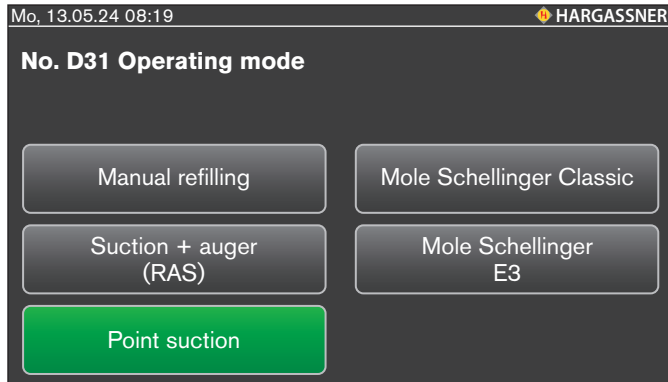 Mo, 13.05.24 08:19
HARGASSNER
No. D31 Operating mode
Manual refilling
Mole Schellinger Classic
Suction + auger
(RAS)
Mole Schellinger
E3
Point suction